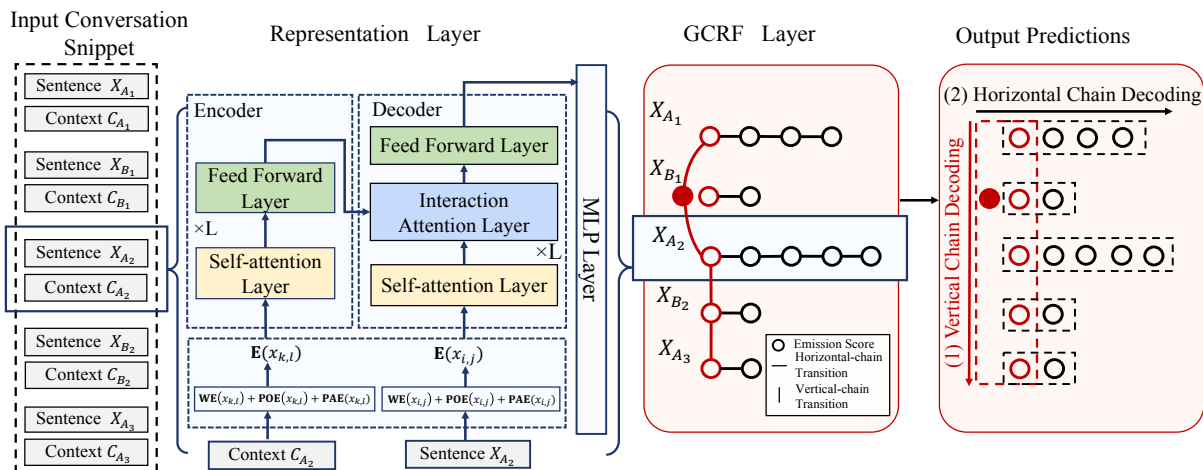 Input Conversation
Snippet
Sentence X_{A_1}
Context C_{A_1}
Sentence X_{B_1}
Context C_{B_1}
Sentence X_{A_2}
Context C_{A_2}
Sentence X_{B_2}
Context C_{B_2}
Sentence X_{A_3}
Context C_{A_3}
Representation Layer
Encoder
Feed Forward
Layer
×L
Self-attention
Layer
E(x_{k,l})
WE(x_{k,l}) + POE(x_{k,l}) + PAE(x_{k,l})
Context C_{A_2}
Decoder
Feed Forward Layer
Interaction
Attention Layer
×L
Self-attention Layer
E(x_{i,j})
WE(x_{i,j}) + POE(x_{i,j}) + PAE(x_{i,j})
Sentence X_{A_2}
MLP Layer
GCRF Layer
X_{A_1}
X_{B_1}
X_{A_2}
X_{B_2}
X_{A_3}
Emission Score
Horizontal-chain
Transition
Vertical-chain
Transition
Output Predictions
(2) Horizontal Chain Decoding
(1) Vertical Chain Decoding